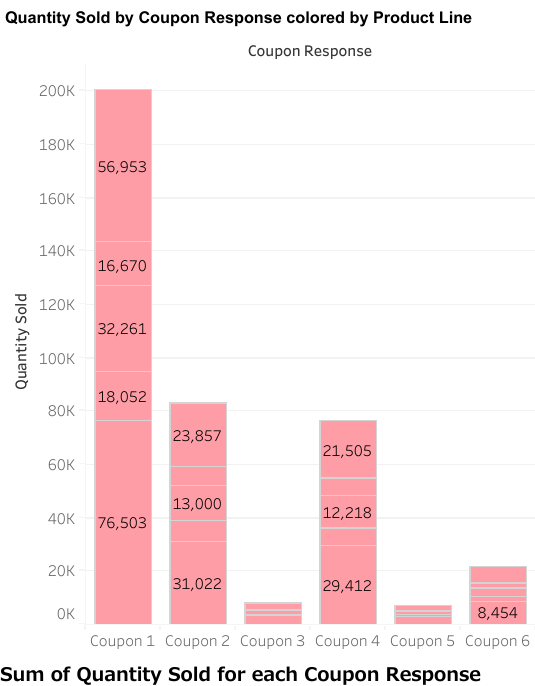 Quantity Sold by Coupon Response colored by Product Line
Coupon Response
200K
180K
160K
140K
120K
100K
80K
60K
40K
20K
0K
Quantity Sold
56,953
16,670
32,261
18,052
76,503
23,857
13,000
31,022
21,505
12,218
29,412
8,454
Coupon 1 Coupon 2 Coupon 3 Coupon 4 Coupon 5 Coupon 6
Sum of Quantity Sold for each Coupon Response